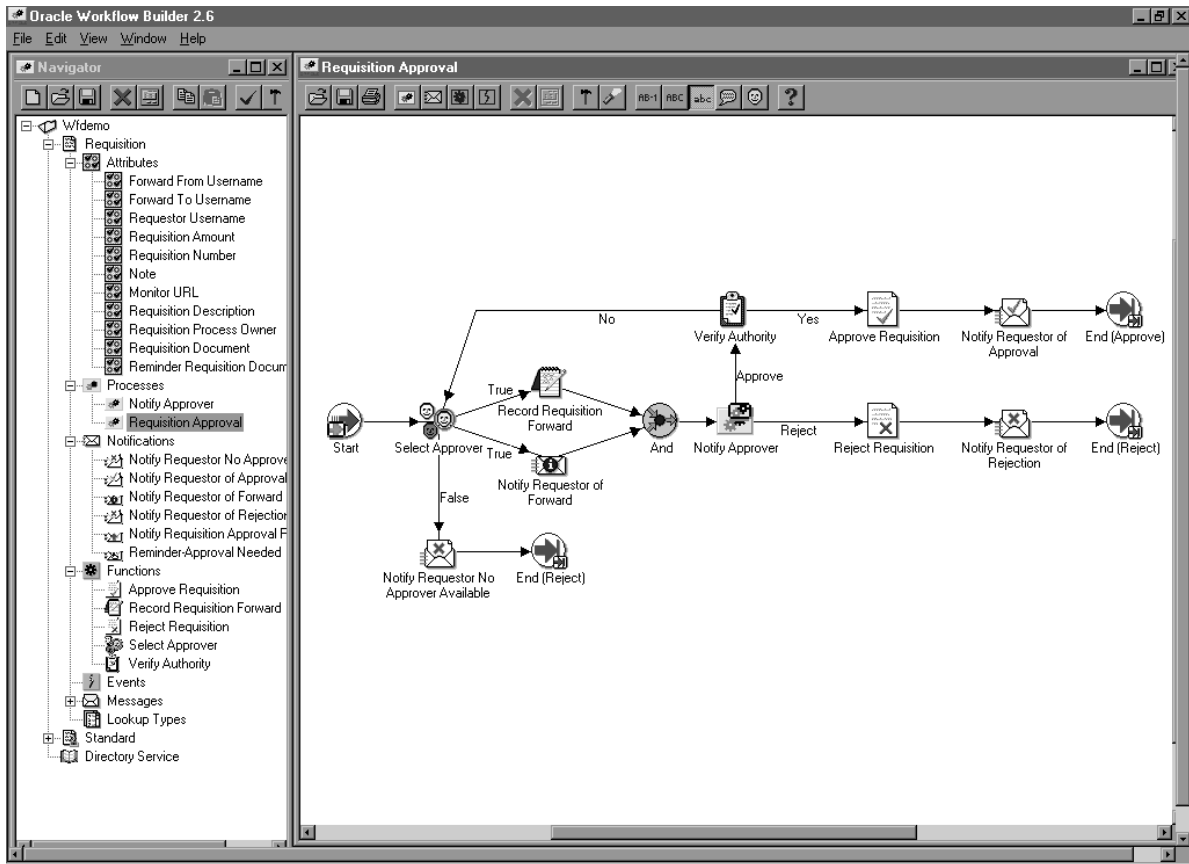 Oracle Workflow Builder 2.6
File Edit View Window Help
Navigator
Wfdemo
Requisition
Attributes
Forward From Username
Forward To Username
Requestor Username
Requisition Amount
Requisition Number
Note
Monitor URL
Requisition Description
Requisition Process Owner
Requisition Document
Reminder Requisition Docum
Processes
Notify Approver
Requisition Approval
Notifications
Notify Requestor No Approve
Notify Requestor of Approval
Notify Requestor of Forward
Notify Requestor of Rejection
Notify Requisition Approval F
Reminder-Approval Needed
Functions
Approve Requisition
Record Requisition Forward
Reject Requisition
Select Approver
Verify Authority
Events
Messages
Lookup Types
Standard
Directory Service
Requisition Approval
AB-1 ABC abc ?
No
Verify Authority
Yes
Approve Requisition
Notify Requestor of
Approval
End (Approve)
Approve
Start
Select Approver
True
Record Requisition
Forward
True
Notify Requestor of
Forward
And
Notify Approver
Reject
Reject Requisition
Notify Requestor of
Rejection
End (Reject)
False
Notify Requestor No
Approver Available
End (Reject)